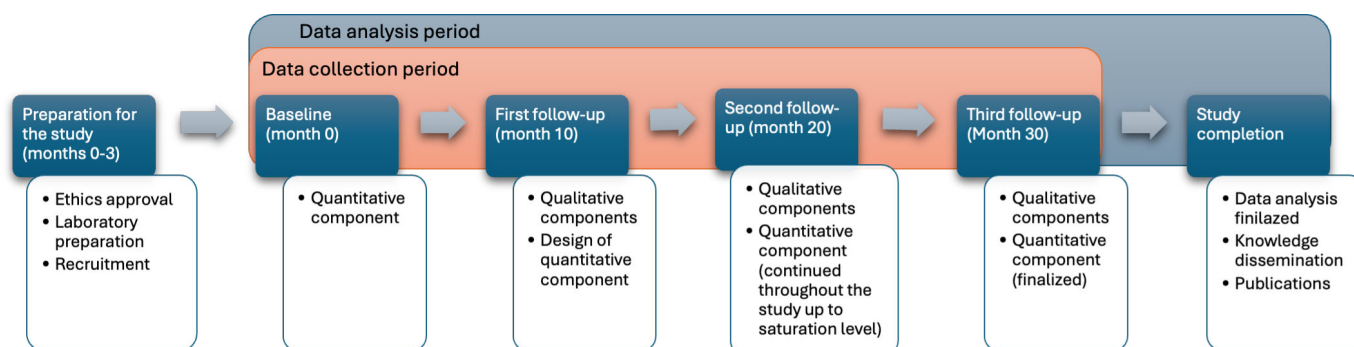 Data analysis period
Data collection period
Preparation for
the study
(months 0-3)
Baseline
(month 0)
First follow-up
(month 10)
Second follow-
up (month 20)
Third follow-up
(Month 30)
Study
completion
• Ethics approval
• Laboratory
preparation
• Recruitment
• Quantitative
component
• Qualitative
components
• Design of
quantitative
component
• Qualitative
components
• Quantitative
component
(continued
throughout the
study up to
saturation level)
• Qualitative
components
• Quantitative
component
(finalized)
• Data analysis
finilazed
• Knowledge
dissemination
• Publications